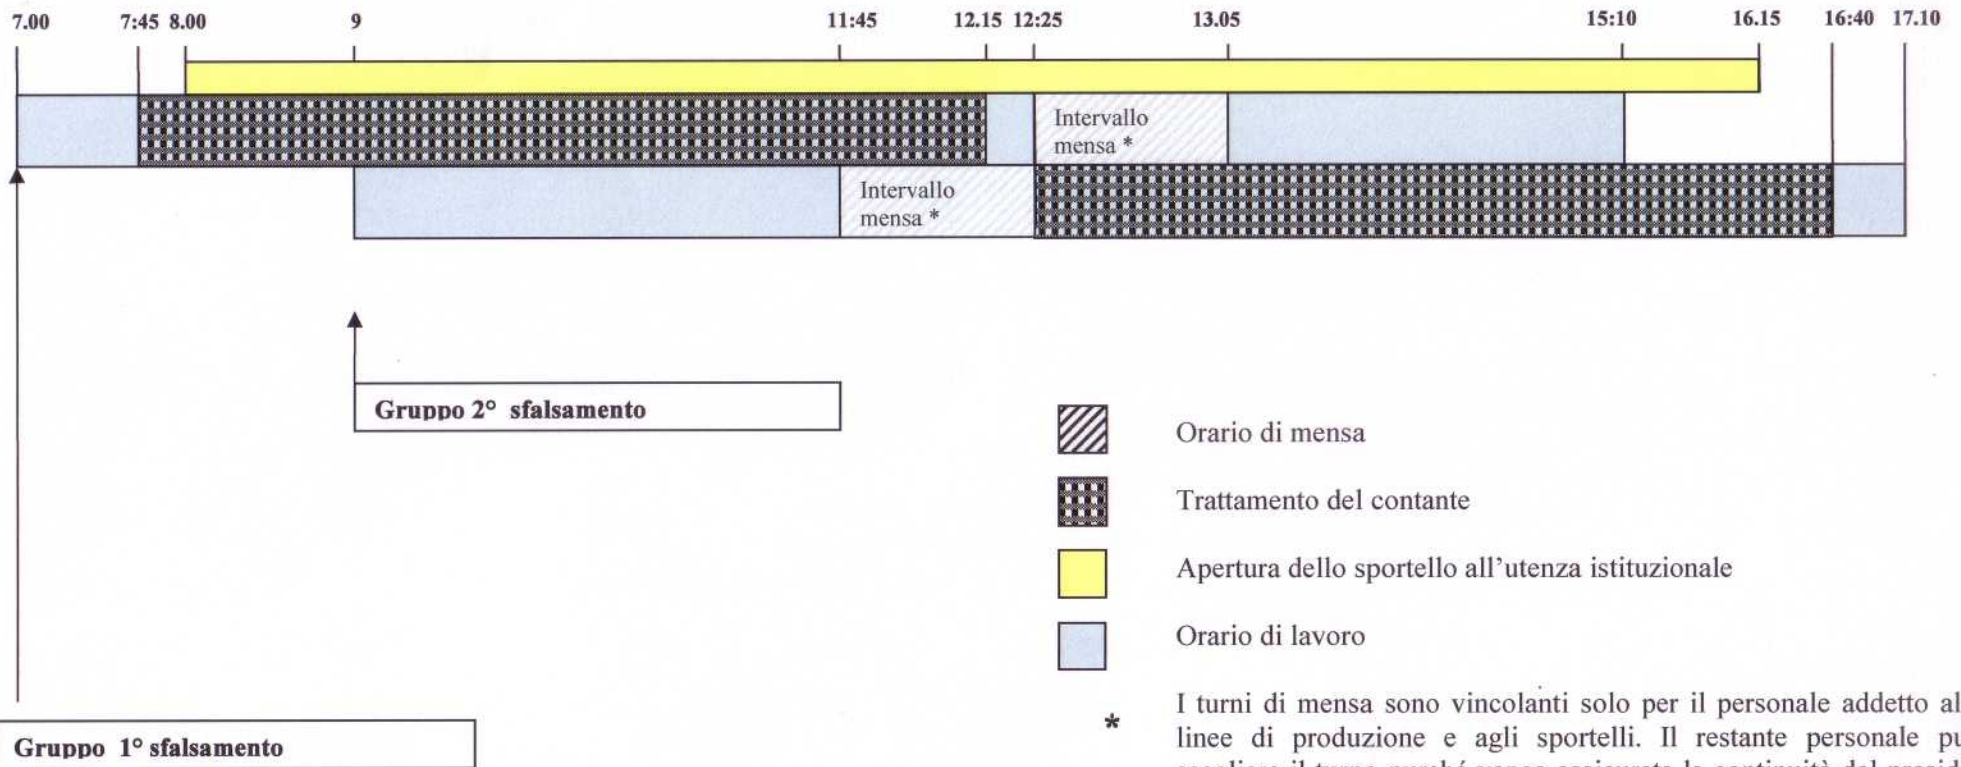 7.00 7:45 8.00 9 11:45 12.15 12:25 13.05 15:10 16.15 16:40 17.10
Intervallo
mensa *
Intervallo
mensa *
Gruppo 2° sfalsamento
Orario di mensa
Trattamento del contante
Apertura dello sportello all'utenza istituzionale
Orario di lavoro
* I turni di mensa sono vincolanti solo per il personale addetto al
linee di produzione e agli sportelli. Il restante personale pu
Gruppo 1° sfalsamento